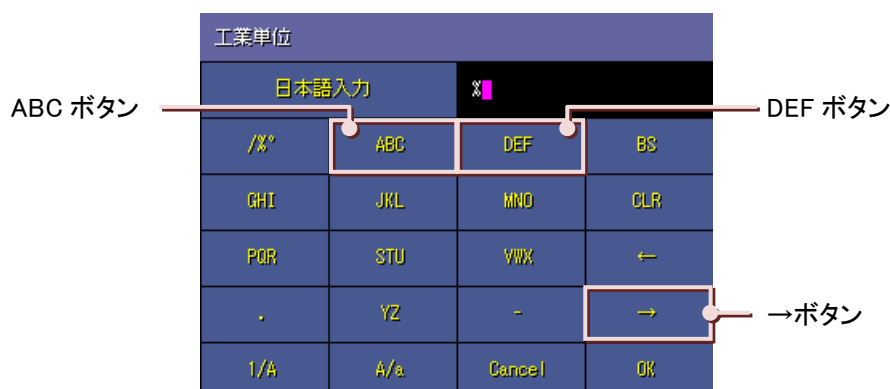 工業単位
日本語入力 %
ABC ボタン DEF ボタン
/%° ABC DEF BS
GHI JKL MNO CLR
PQR STU VWX ←
. YZ - →
→ボタン
1/A A/a Cancel OK